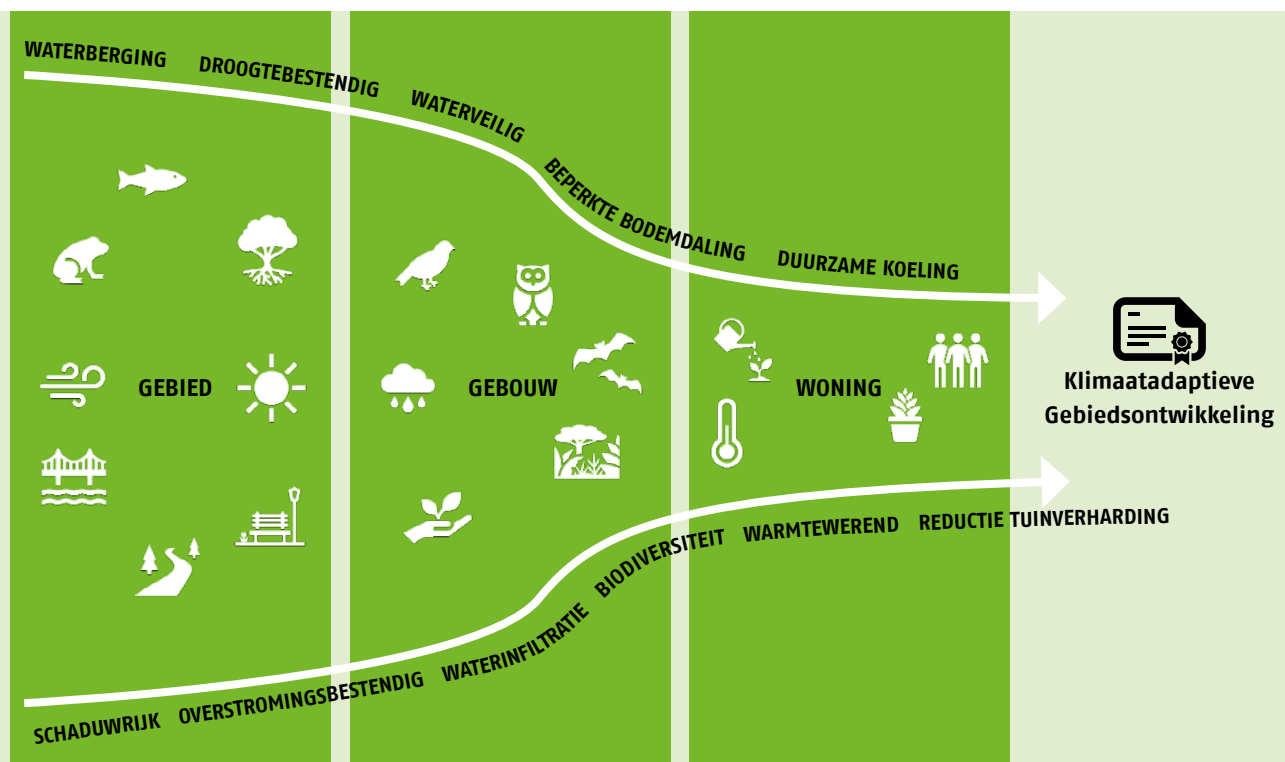 WATERBERGING DROOGTEBESTENDIG WATERVEILIG BEPERKTE BODEMDALING DUURZAME KOELING
GEBIED
GEBOUW
WONING
Klimaatadaptieve
Gebiedsontwikkeling
SCHADUWRIJK OVERSTROMINGSBESTENDIG WATERINFILTRATIE BIODIVERSITEIT WARMTEWEREND REDUCTIE TUINVERHARDING